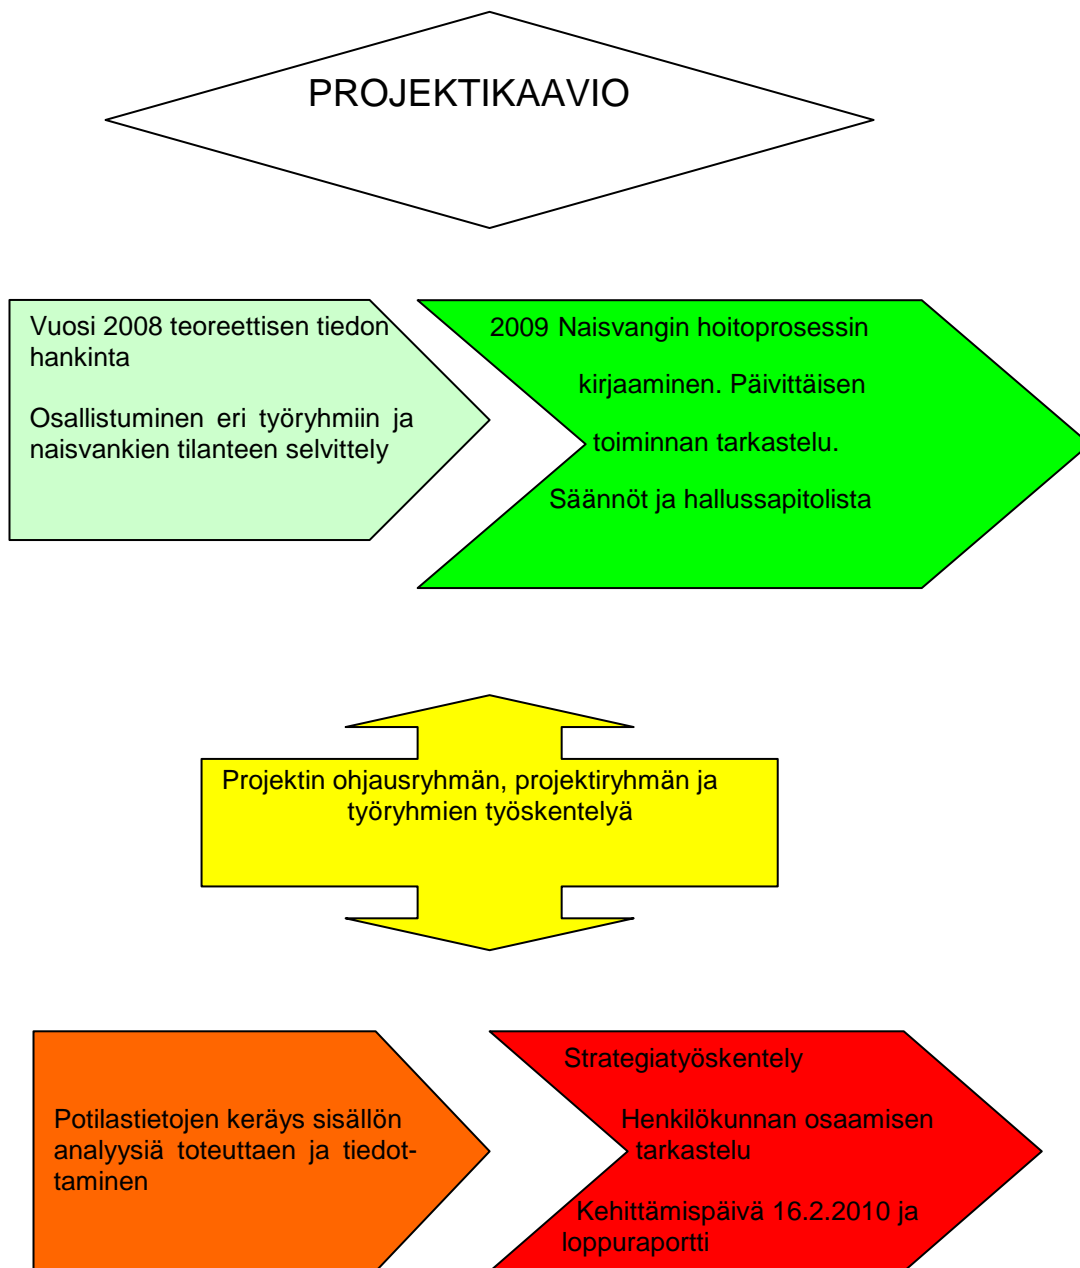 PROJEKTIKAAVIO
Vuosi 2008 teoreettisen tiedon
hankinta
Osallistuminen eri työryhmiin ja
naisvankien tilanteen selvittely
2009 Naisvangin hoitoprosessin
kirjaaminen. Päivittäisen
toiminnan tarkastelu.
Säännöt ja hallussapitolista
Projektin ohjausryhmän, projektiryhmän ja
työryhmien työskentelyä
Potilastietojen keräys sisällön
analyysiä toteuttaen ja tiedot-
taminen
Strategiatyöskentely
Henkilökunnan osaamisen
tarkastelu
Kehittämispäivä 16.2.2010 ja
loppuraportti